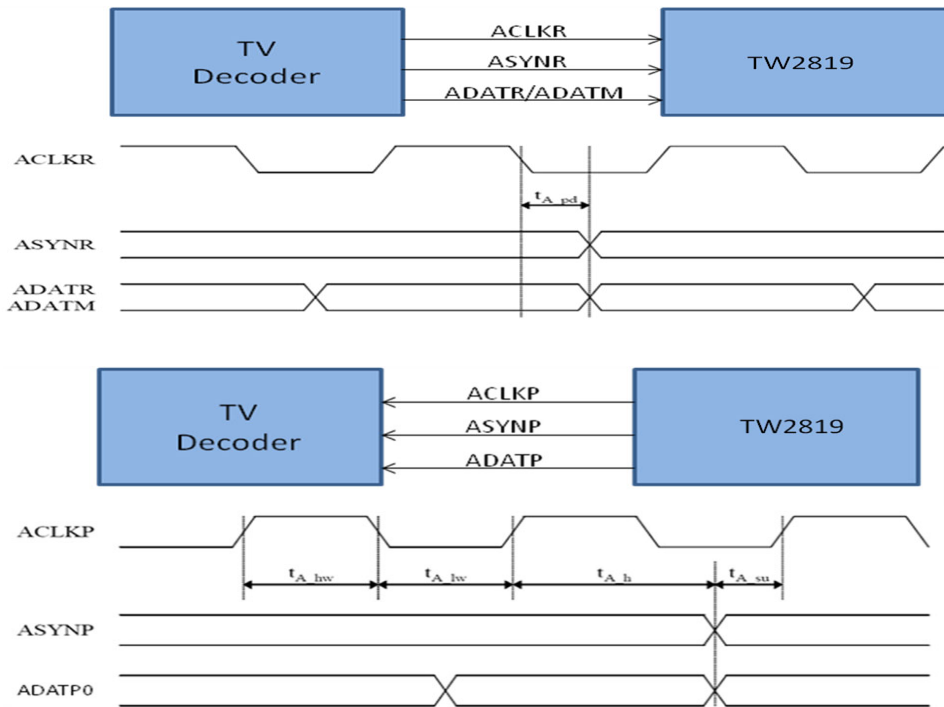 TV
Decoder
ACLKR
ASYNR
ADATR/ADATM
TW2819
ACLKR
tA_pd
ASYNR
ADATR
ADATM
TV
Decoder
ACLKP
ASYNP
ADATP
TW2819
ACLKP
tA_hw
tA_lw
tA_h
tA_su
ASYNP
ADATP0